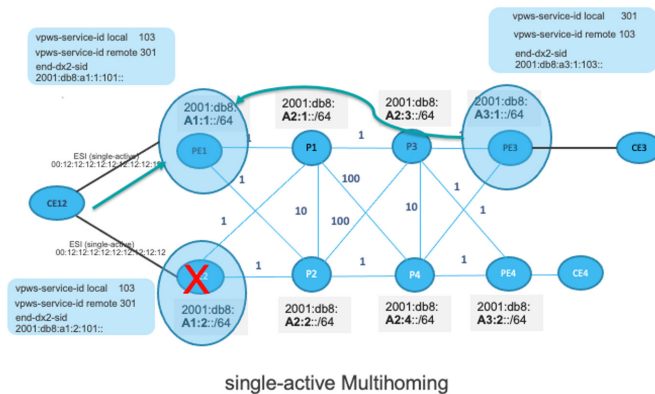 vpws-service-id local 103
vpws-service-id remote 301
end-dx2-sid
2001:db8:a1:1:101::
vpws-service-id local 301
vpws-service-id remote 103
end-dx2-sid
2001:db8:a3:1:103::
2001:db8:
A1:1::/64
2001:db8:
A2:1::/64
2001:db8:
A2:3::/64
2001:db8:
A3:1::/64
PE1
P1
P3
PE3
CE3
1
1
ESI (single-active)
00:12:12:12:12:12:12:12:12:12
1
100
1
CE12
1
10
100
10
1
ESI (single-active)
00:12:12:12:12:12:12:12:12:12
X
1
P2
1
P4
1
PE4
CE4
vpws-service-id local 103
vpws-service-id remote 301
end-dx2-sid
2001:db8:a1:2:101::
2001:db8:
A1:2::/64
2001:db8:
A2:2::/64
2001:db8:
A2:4::/64
2001:db8:
A3:2::/64
single-active Multihoming